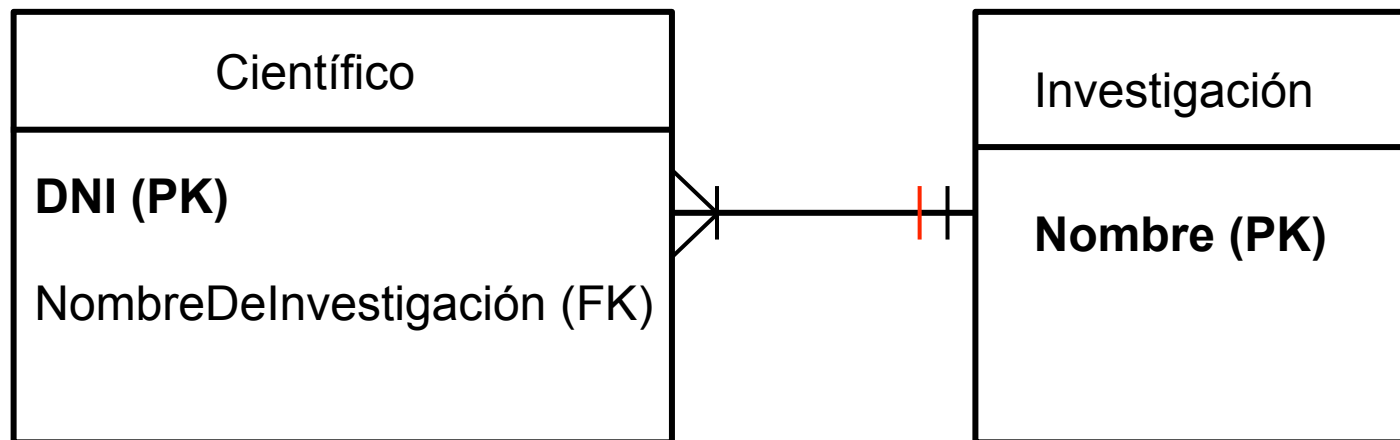 Científico
DNI (PK)
NombreDeInvestigación (FK)
Investigación
Nombre (PK)